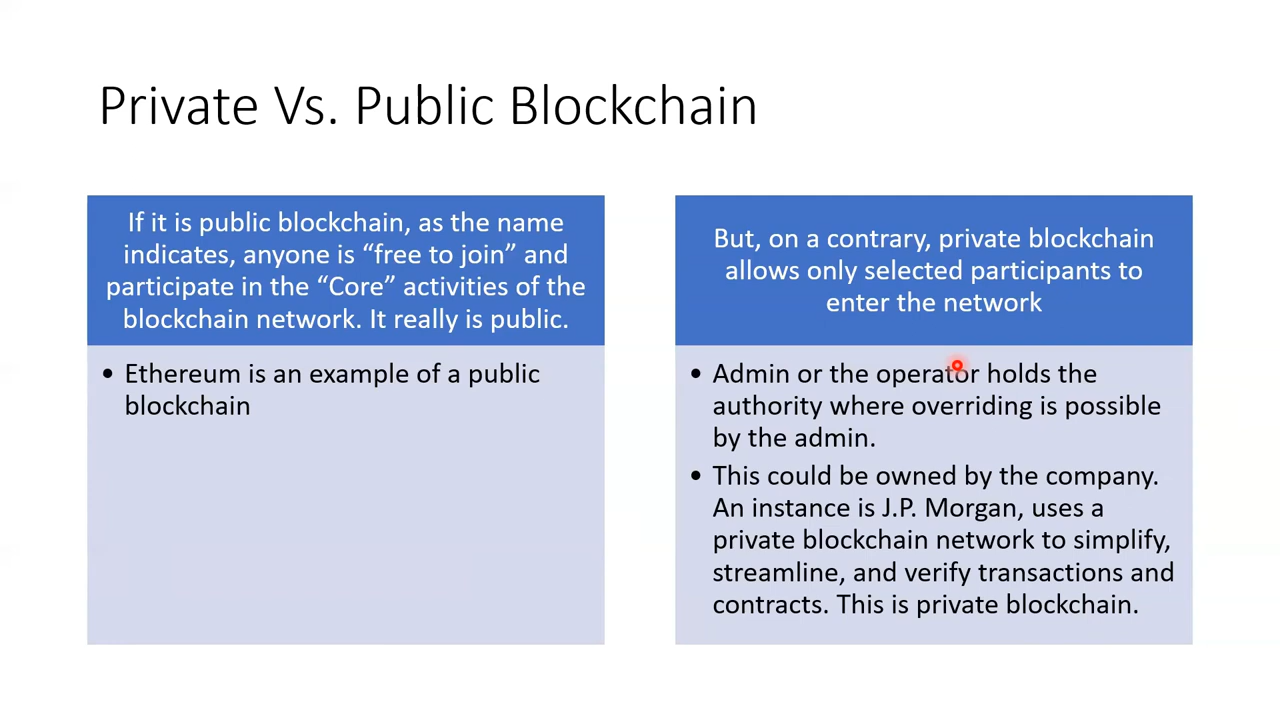 Private Vs. Public Blockchain
If it is public blockchain, as the name
indicates, anyone is “free to join” and
participate in the “Core” activities of the
blockchain network. It really is public.
• Ethereum is an example of a public
blockchain
But, on a contrary, private blockchain
allows only selected participants to
enter the network
• Admin or the operator holds the
authority where overriding is possible
by the admin.
• This could be owned by the company.
An instance is J.P. Morgan, uses a
private blockchain network to simplify,
streamline, and verify transactions and
contracts. This is private blockchain.